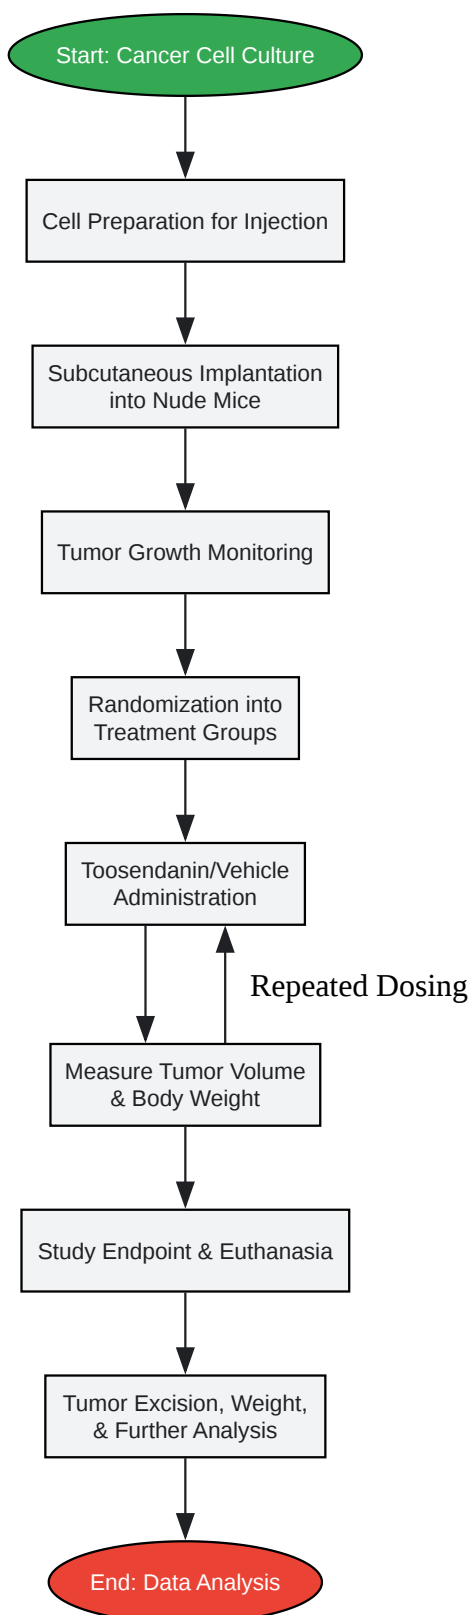 Start: Cancer Cell Culture
Cell Preparation for Injection
Subcutaneous Implantation
into Nude Mice
Tumor Growth Monitoring
Randomization into
Treatment Groups
Toosendanin/Vehicle
Administration
Repeated Dosing
Measure Tumor Volume
& Body Weight
Study Endpoint & Euthanasia
Tumor Excision, Weight,
& Further Analysis
End: Data Analysis